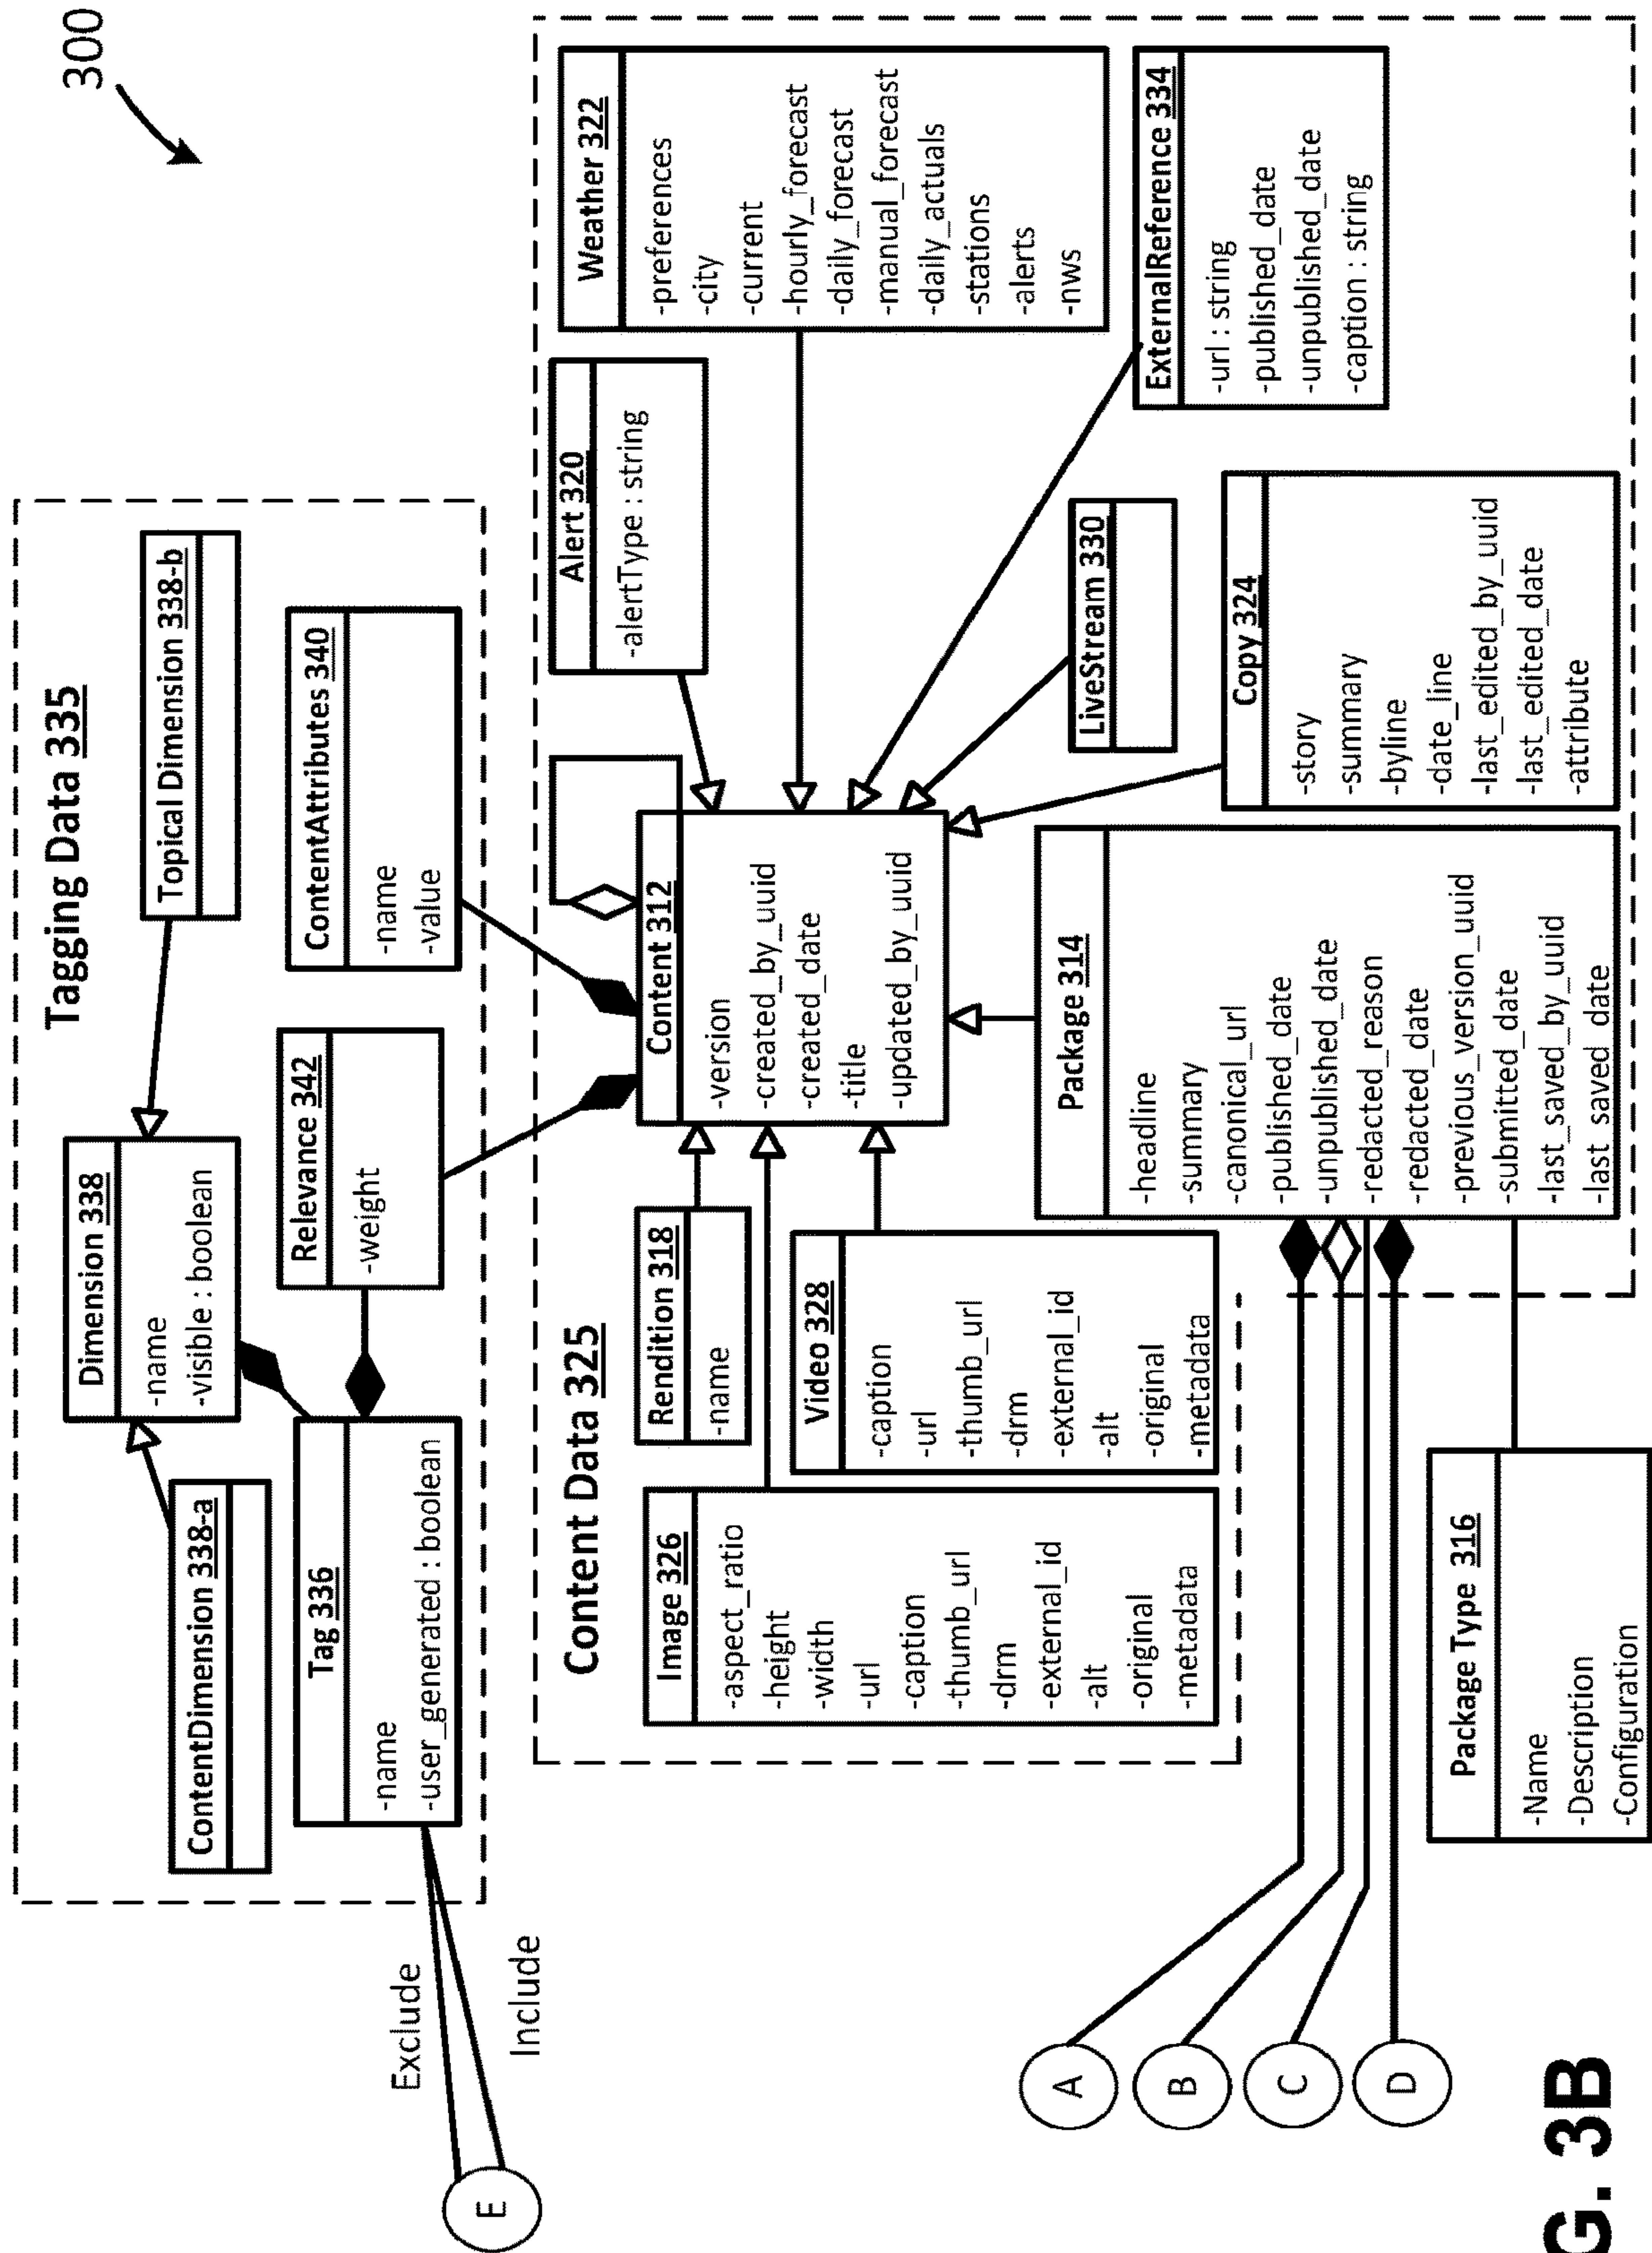 300
Tagging Data 335
ContentDimension 338-a
Dimension 338
-name
-visible : boolean
Topical Dimension 338-b
Tag 336
-name
-user_generated : boolean
Relevance 342
-weight
ContentAttributes 340
-name
-value
Exclude
Include
E
Content Data 325
Image 326
-aspect_ratio
-height
-width
-url
-caption
-thumb_url
-drm
-external_id
-alt
-original
-metadata
Rendition 318
-name
Video 328
-caption
-url
-thumb_url
-drm
-external_id
-alt
-original
-metadata
Content 312
-version
-created_by_uuid
-created_date
-title
-updated_by_uuid
Alert 320
-alertType : string
Weather 322
-preferences
-city
-current
-hourly_forecast
-daily_forecast
-manual_forecast
-daily_actuals
-stations
-alerts
-nws
ExternalReference 334
-url : string
-published_date
-unpublished_date
-caption : string
LiveStream 330
Copy 324
-story
-summary
-byline
-date_line
-last_edited_by_uuid
-last_edited_date
-attribute
Package 314
-headline
-summary
-canonical_url
-published_date
-unpublished_date
-redacted_reason
-redacted_date
-previous_version_uuid
-submitted_date
-last_saved_by_uuid
-last_saved_date
A
B
C
D
Package Type 316
-Name
-Description
-Configuration
G. 3B